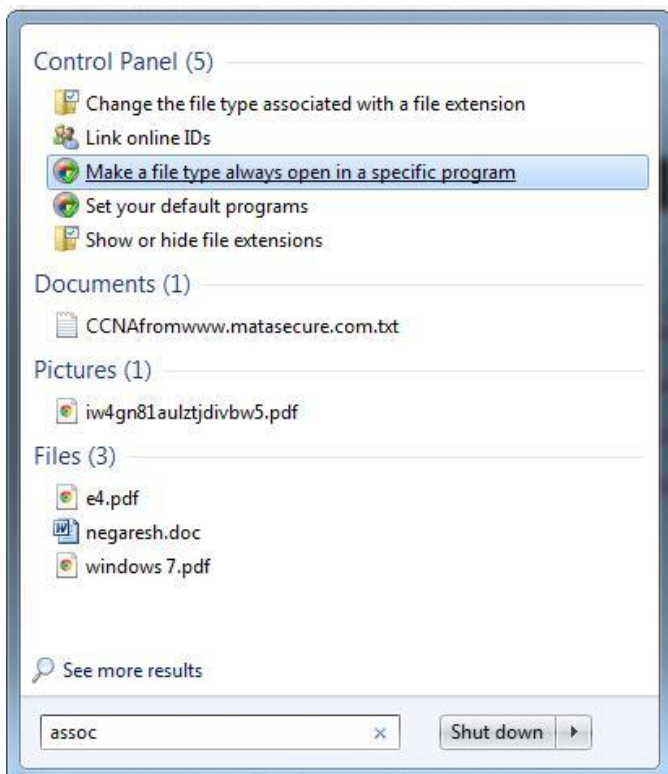 Control Panel (5)
Change the file type associated with a file extension
Link online IDs
Make a file type always open in a specific program
Set your default programs
Show or hide file extensions
Documents (1)
CCNAfromwww.matasecure.com.txt
Pictures (1)
iw4gn81aulztjdivbw5.pdf
Files (3)
e4.pdf
negaresh.doc
windows 7.pdf
See more results
assoc
Shut down